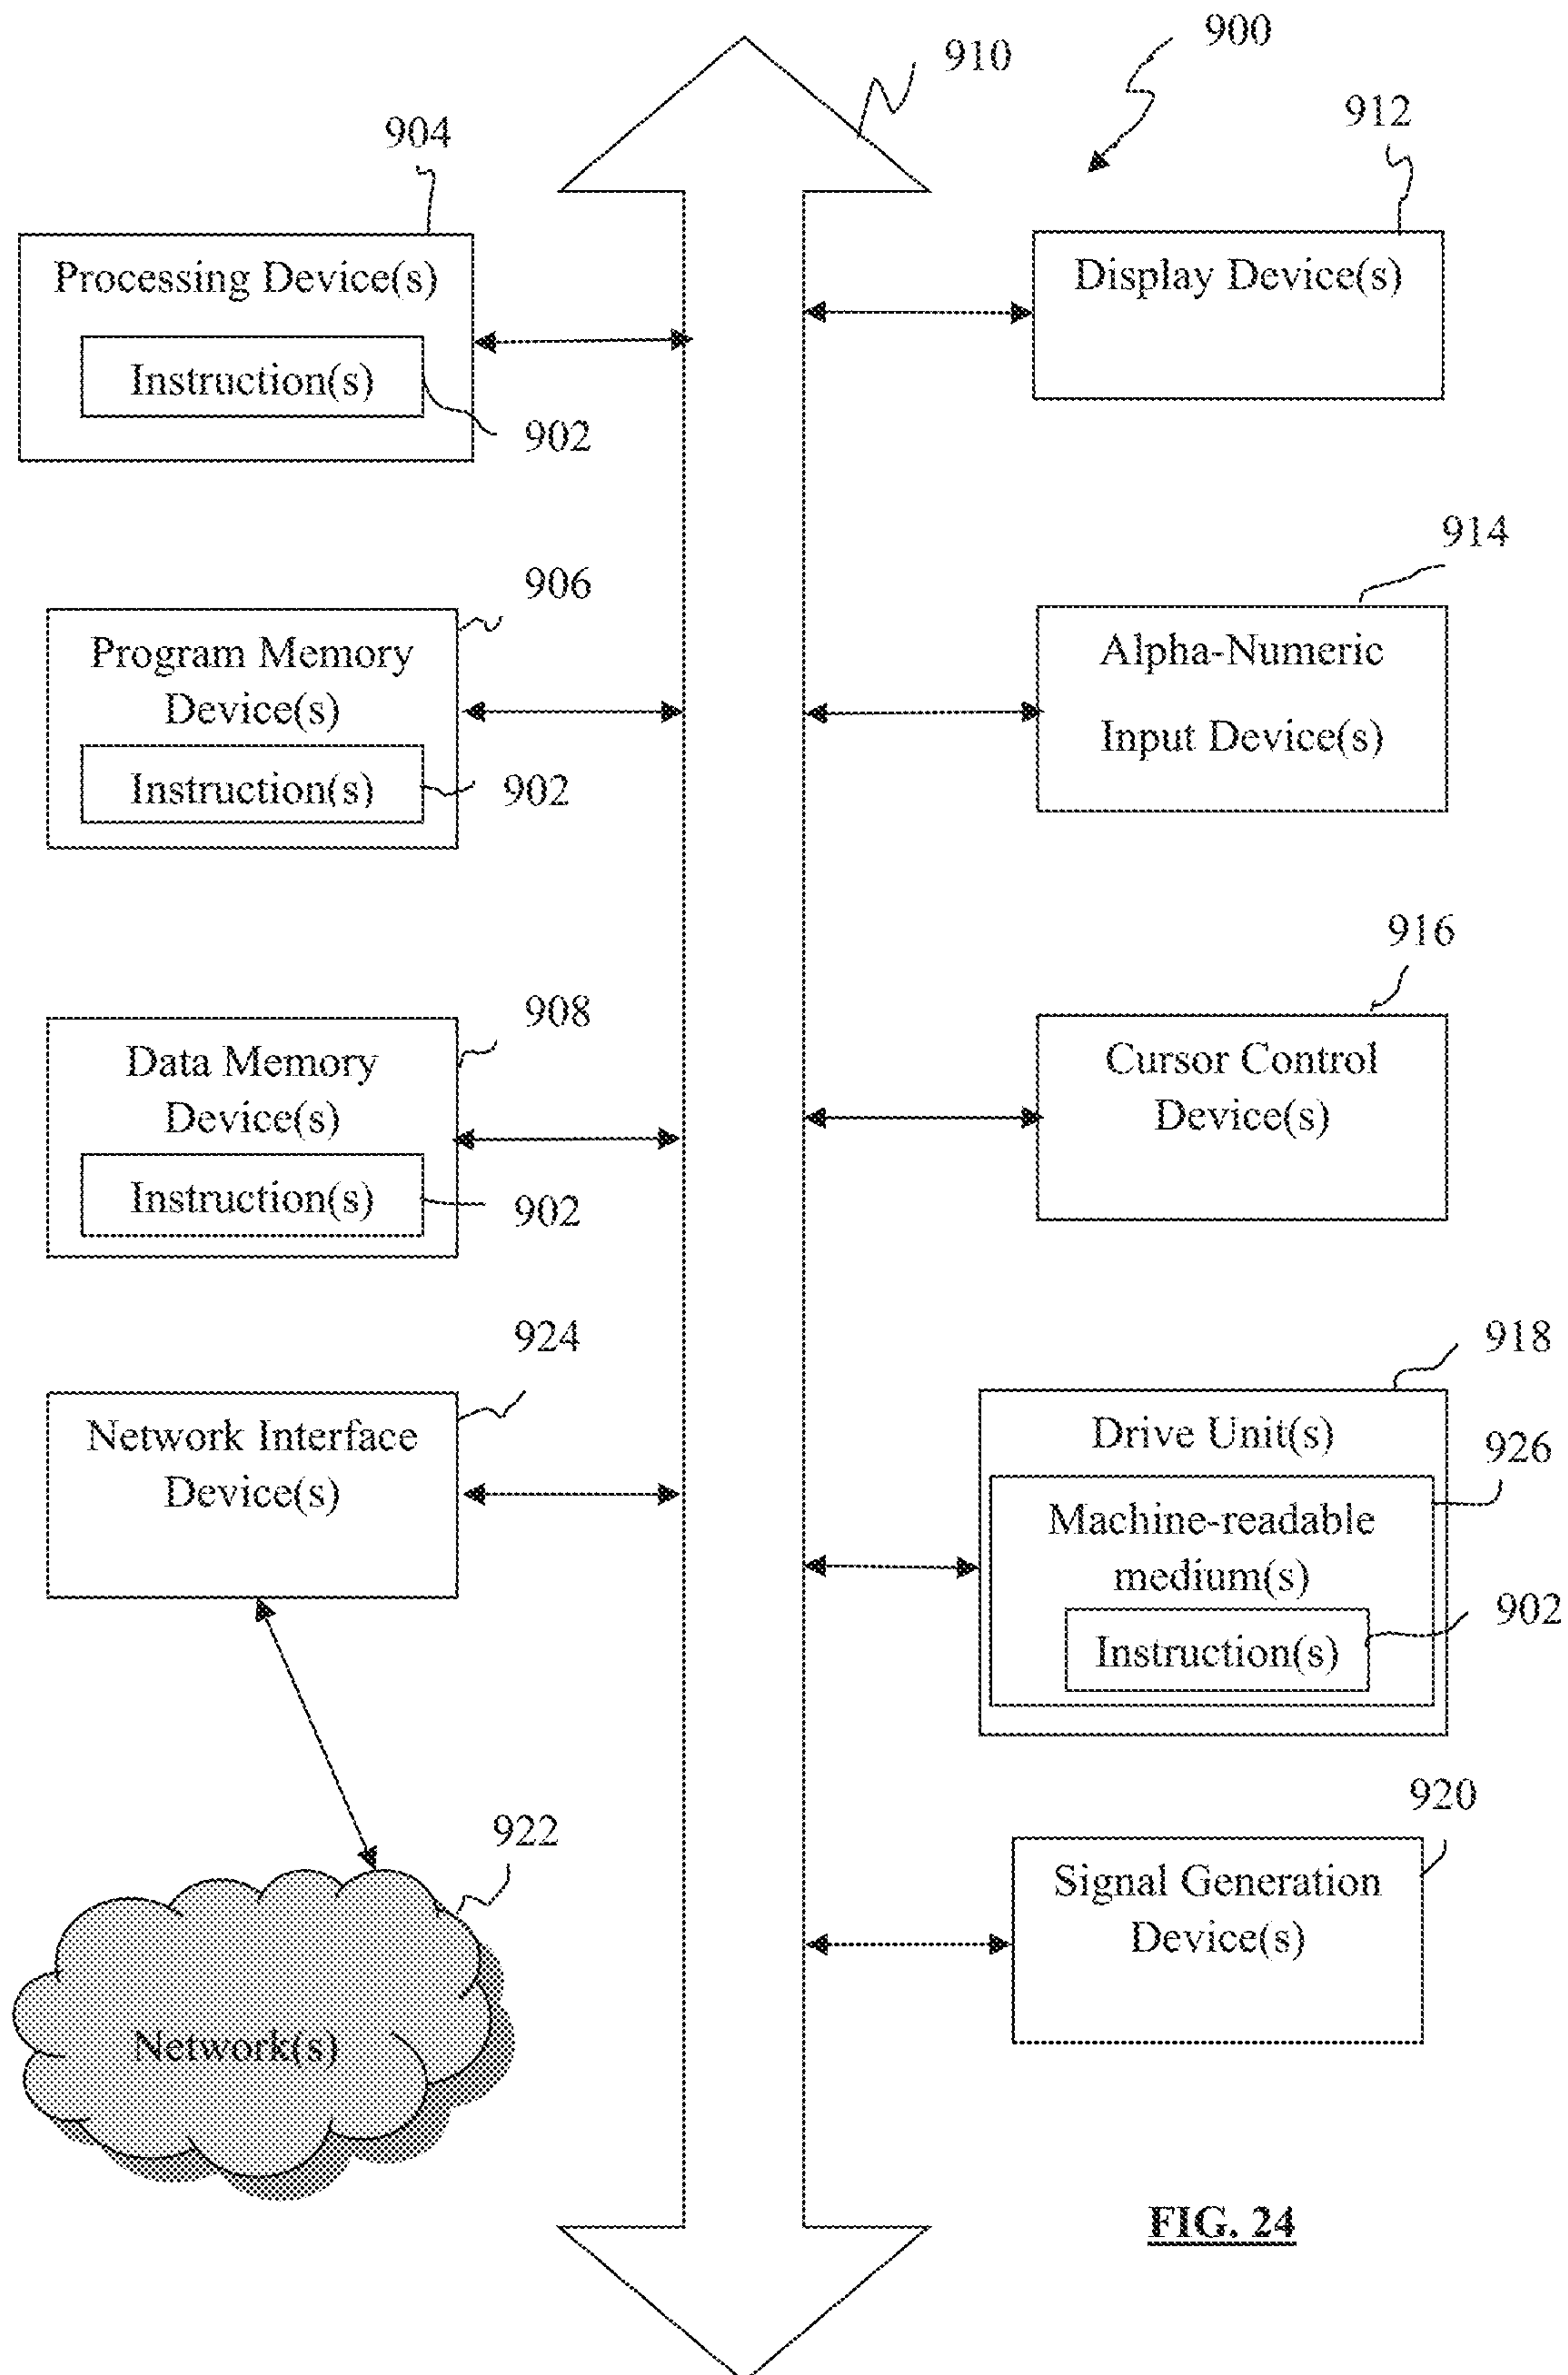 900
910
912
904
Processing Device(s)
Instruction(s)
902
Display Device(s)
914
906
Program Memory
Device(s)
Instruction(s)
902
Alpha-Numeric
Input Device(s)
916
908
Data Memory
Device(s)
Instruction(s)
902
Cursor Control
Device(s)
924
Network Interface
Device(s)
918
Drive Unit(s)
926
Machine-readable
medium(s)
902
Instruction(s)
920
Signal Generation
Device(s)
922
Network(s)
FIG. 24